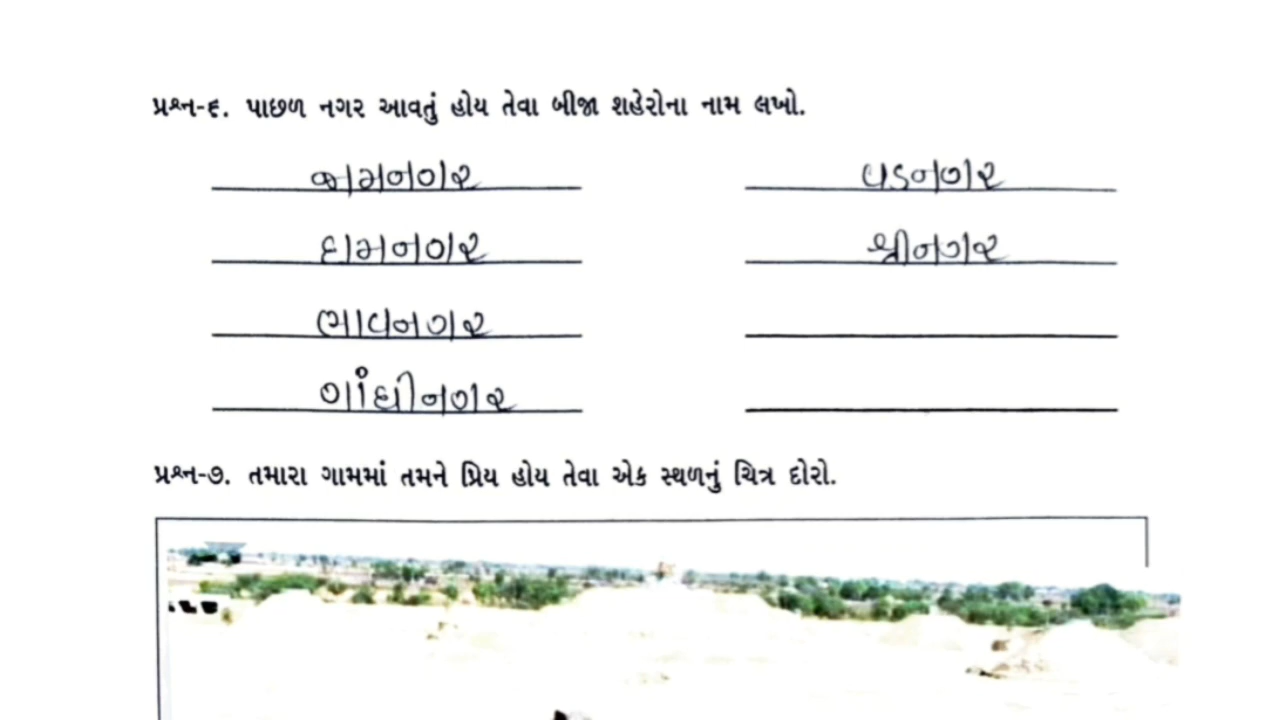 પ્રશ્ન-૬. પાછળ નગર આવતું હોય તેવા બીજા શહેરોના નામ લખો.
જામનગર વડનગર
દામનગર શ્રીનગર
ભાવનગર
ગાંધીનગર
પ્રશ્ન-૭. તમારા ગામમાં તમને પ્રિય હોય તેવા એક સ્થળનું ચિત્ર દોરો.